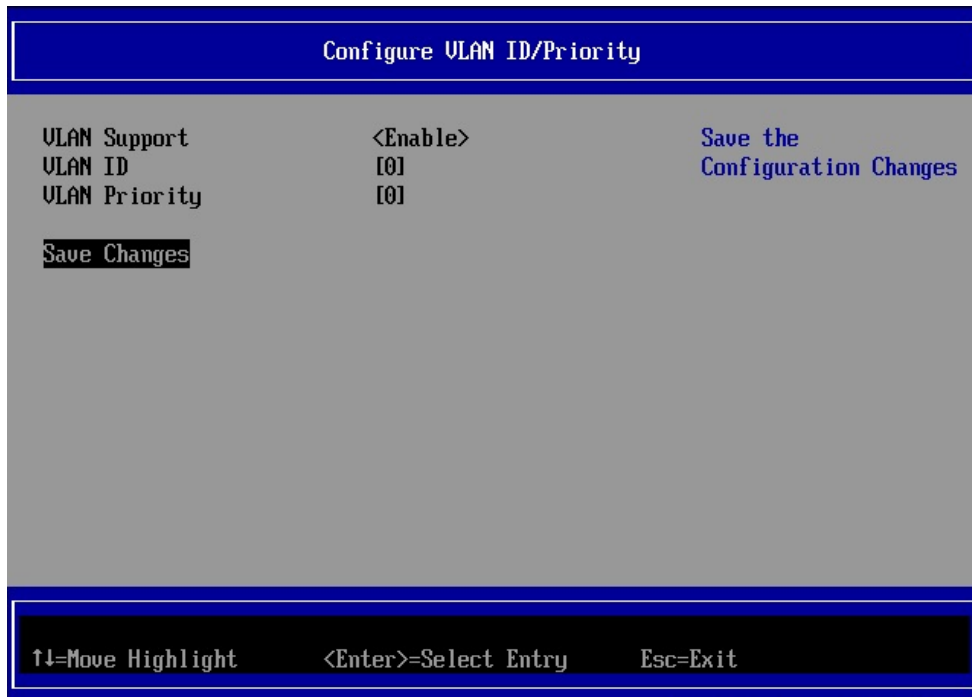 Configure VLAN ID/Priority
VLAN Support <Enable> Save the
VLAN ID [0] Configuration Changes
VLAN Priority [0]
Save Changes
↑↓=Move Highlight <Enter>=Select Entry Esc=Exit